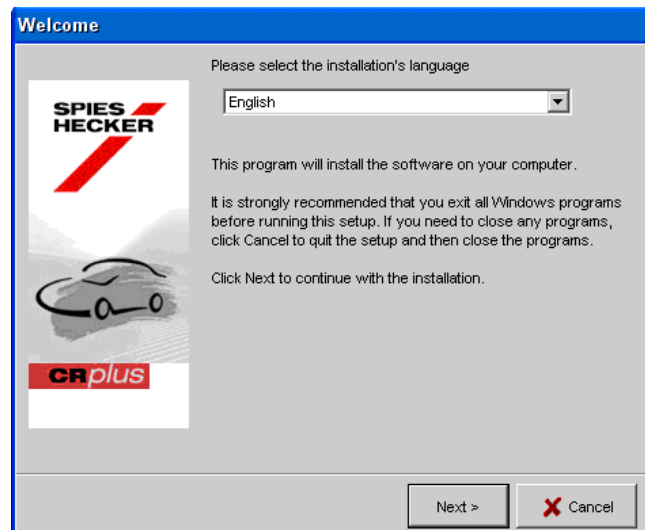 Welcome
Please select the installation's language
English
SPIES
HECKER
This program will install the software on your computer.
It is strongly recommended that you exit all Windows programs
before running this setup. If you need to close any programs,
click Cancel to quit the setup and then close the programs.
Click Next to continue with the installation.
CRplus
Next >
Cancel